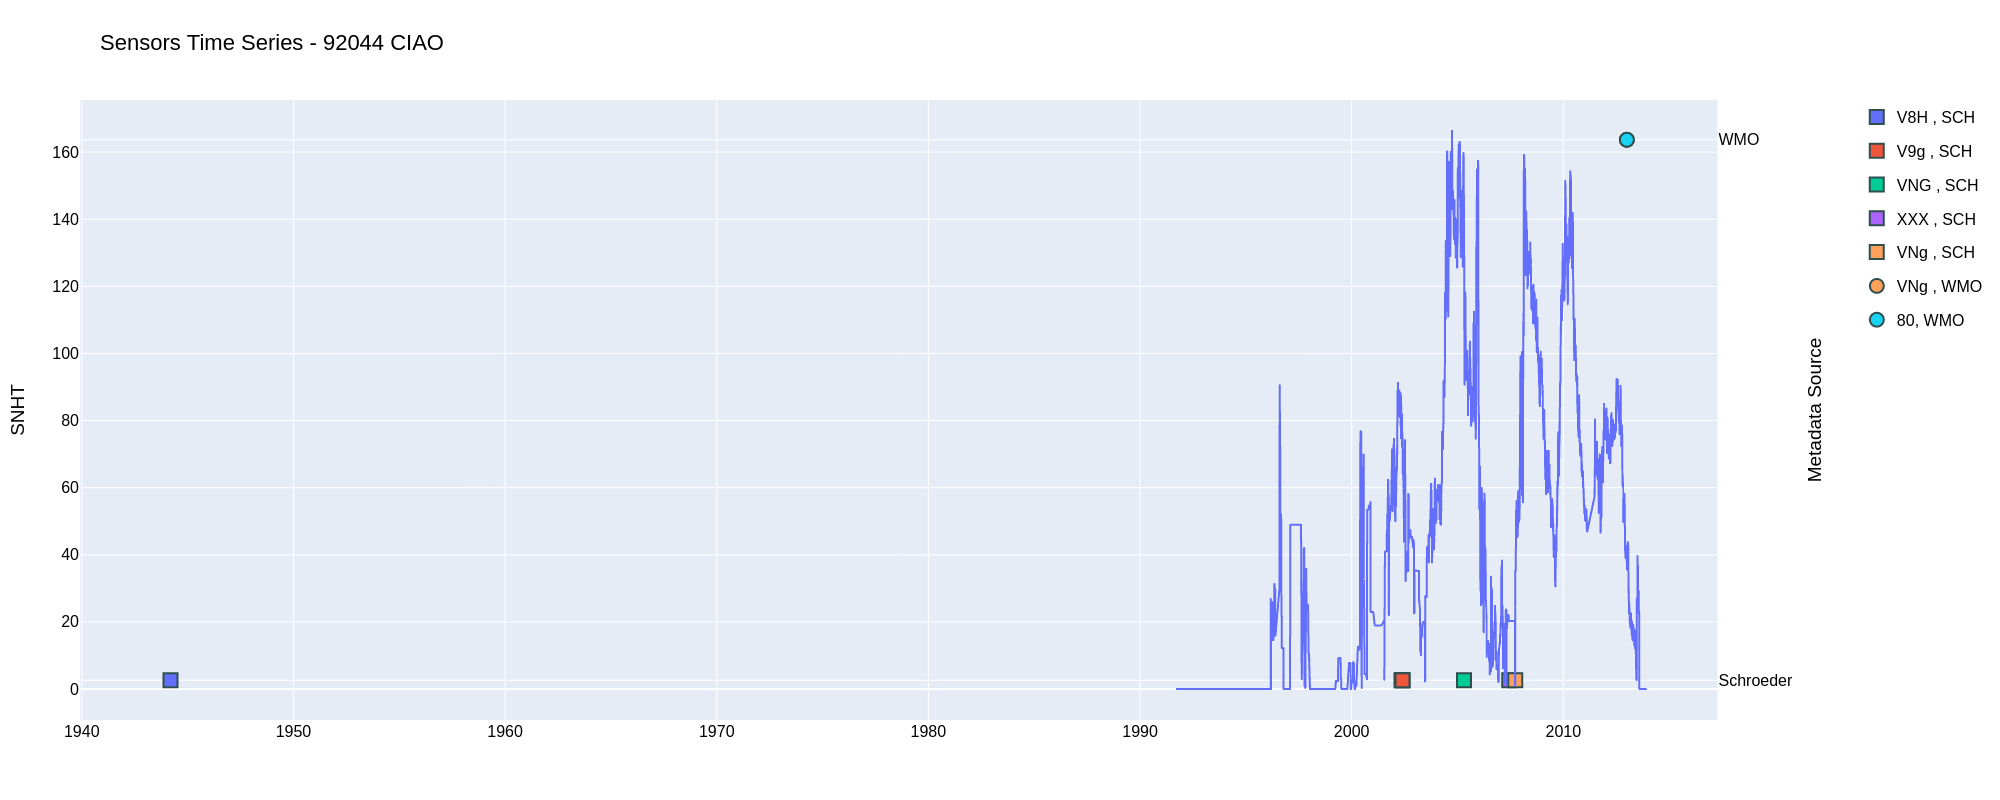 Sensors Time Series - 92044 CIAO
SNHT
160
140
120
100
80
60
40
20
0
1940
1950
1960
1970
1980
1990
2000
2010
WMO
Schroeder
Metadata Source
V8H , SCH
V9g , SCH
VNG , SCH
XXX , SCH
VNg , SCH
VNg , WMO
80, WMO